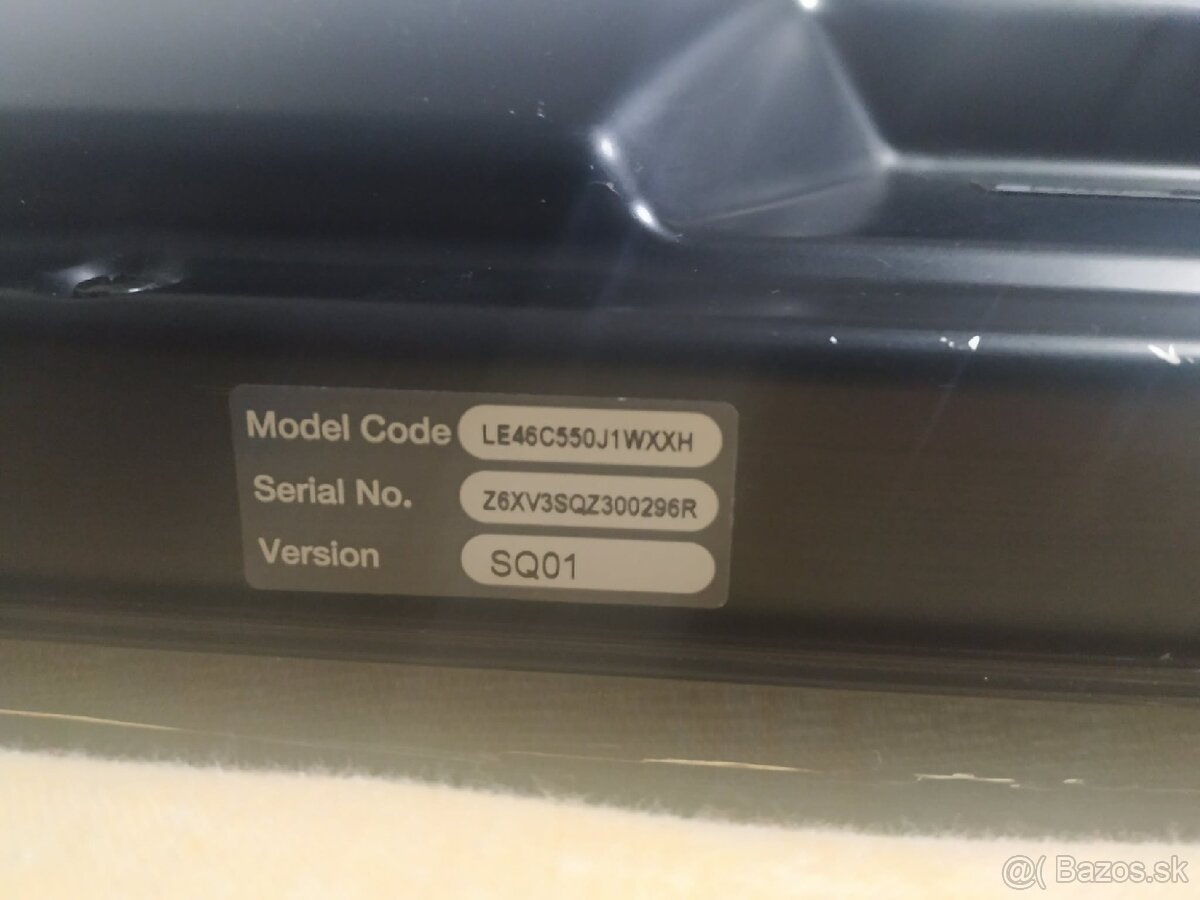 Model Code LE46C550J1WXXH
Serial No. Z6XV3SQZ300296R
Version SQ01
@( Bazos.sk